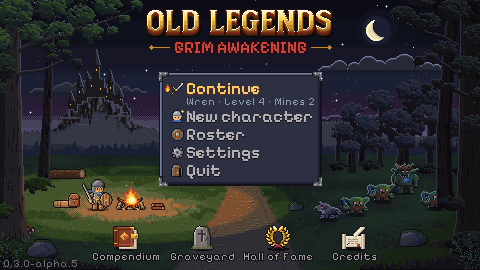 OLD LEGENDS
GRIM AWAKENING
Continue
Wren · Level 4 · Mines 2
New character
Roster
Settings
Quit
Compendium Graveyard Hall of Fame Credits
0.3.0-alpha.5